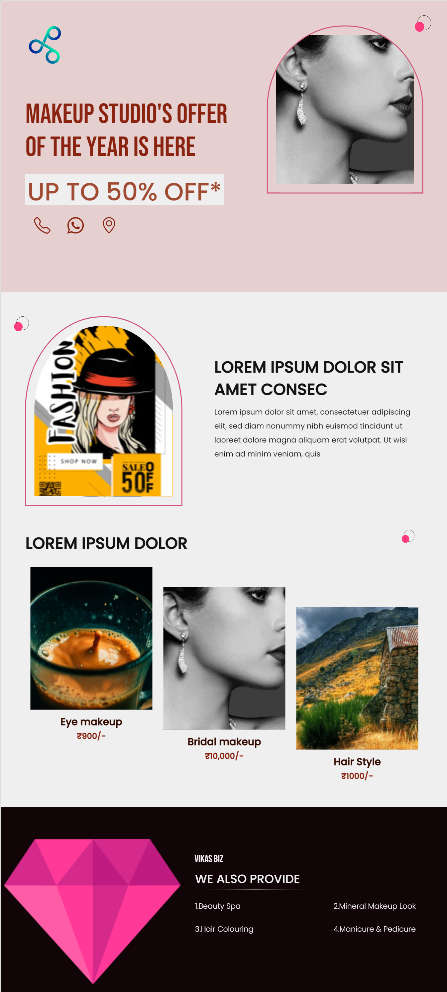 MAKEUP STUDIO'S OFFER
OF THE YEAR IS HERE
UP TO 50% OFF*
FASHION
SHOP NOW
SALE
50
OFF
LOREM IPSUM DOLOR SIT
AMET CONSEC
Lorem ipsum dolor sit amet, consectetuer adipiscing
elit, sed diam nonummy nibh euismod tincidunt ut
laoreet dolore magna aliquam erat volutpat. Ut wisi
enim ad minim veniam, quis
LOREM IPSUM DOLOR
Eye makeup
₹900/-
Bridal makeup
₹10,000/-
Hair Style
₹1000/-
VIKAS BIZ
WE ALSO PROVIDE
1.Beauty Spa
2.Mineral Makeup Look
3.Hair Colouring
4.Manicure & Pedicure